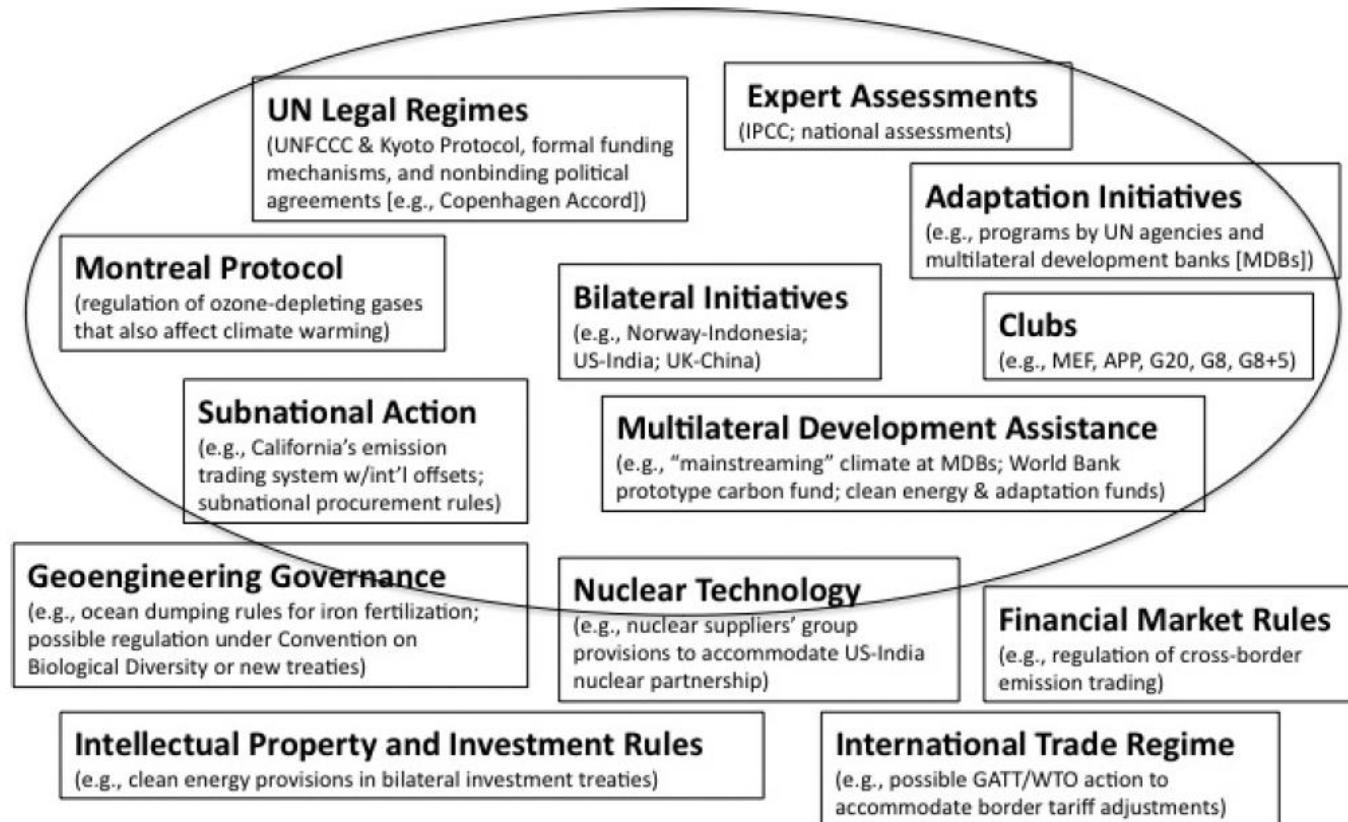 UN Legal Regimes
(UNFCCC & Kyoto Protocol, formal funding
mechanisms, and nonbinding political
agreements [e.g., Copenhagen Accord])
Expert Assessments
(IPCC; national assessments)
Adaptation Initiatives
(e.g., programs by UN agencies and
multilateral development banks [MDBs])
Montreal Protocol
(regulation of ozone-depleting gases
that also affect climate warming)
Bilateral Initiatives
(e.g., Norway-Indonesia;
US-India; UK-China)
Clubs
(e.g., MEF, APP, G20, G8, G8+5)
Subnational Action
(e.g., California's emission
trading system w/int'l offsets;
subnational procurement rules)
Multilateral Development Assistance
(e.g., "mainstreaming" climate at MDBs; World Bank
prototype carbon fund; clean energy & adaptation funds)
Geoengineering Governance
(e.g., ocean dumping rules for iron fertilization;
possible regulation under Convention on
Biological Diversity or new treaties)
Nuclear Technology
(e.g., nuclear suppliers' group
provisions to accommodate US-India
nuclear partnership)
Financial Market Rules
(e.g., regulation of cross-border
emission trading)
Intellectual Property and Investment Rules
(e.g., clean energy provisions in bilateral investment treaties)
International Trade Regime
(e.g., possible GATT/WTO action to
accommodate border tariff adjustments)